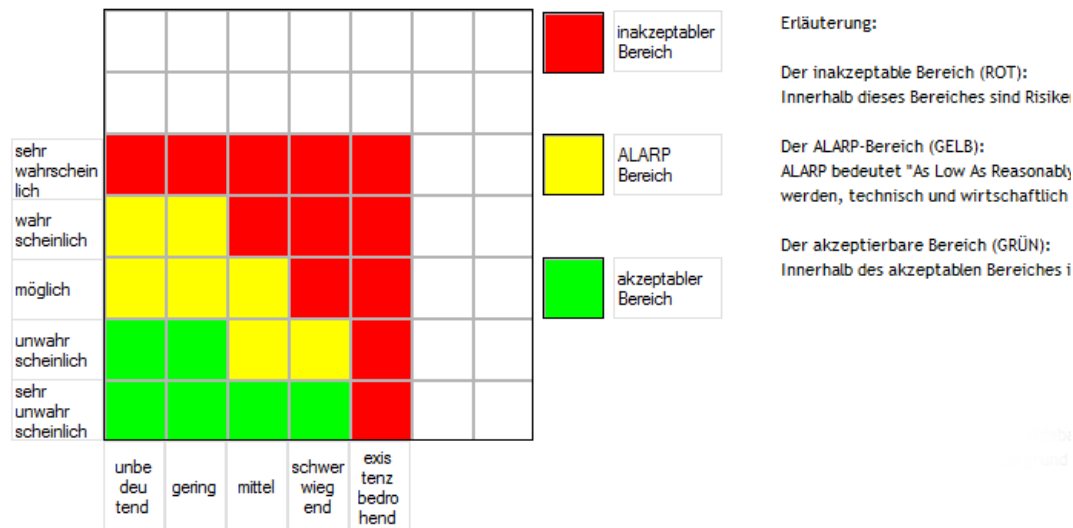 sehr
wahrschein
lich
wahr
scheinlich
möglich
unwahr
scheinlich
sehr
unwahr
scheinlich
unbe
deu
tend
gering
mittel
schwer
wieg
end
exis
tenz
bedro
hend
inakzeptabler
Bereich
ALARP
Bereich
akzeptabler
Bereich
Erläuterung:
Der inakzeptable Bereich (ROT):
Innerhalb dieses Bereiches sind Risiken
Der ALARP-Bereich (GELB):
ALARP bedeutet "As Low As Reasonably
werden, technisch und wirtschaftlich
Der akzeptierbare Bereich (GRÜN):
Innerhalb des akzeptablen Bereiches i